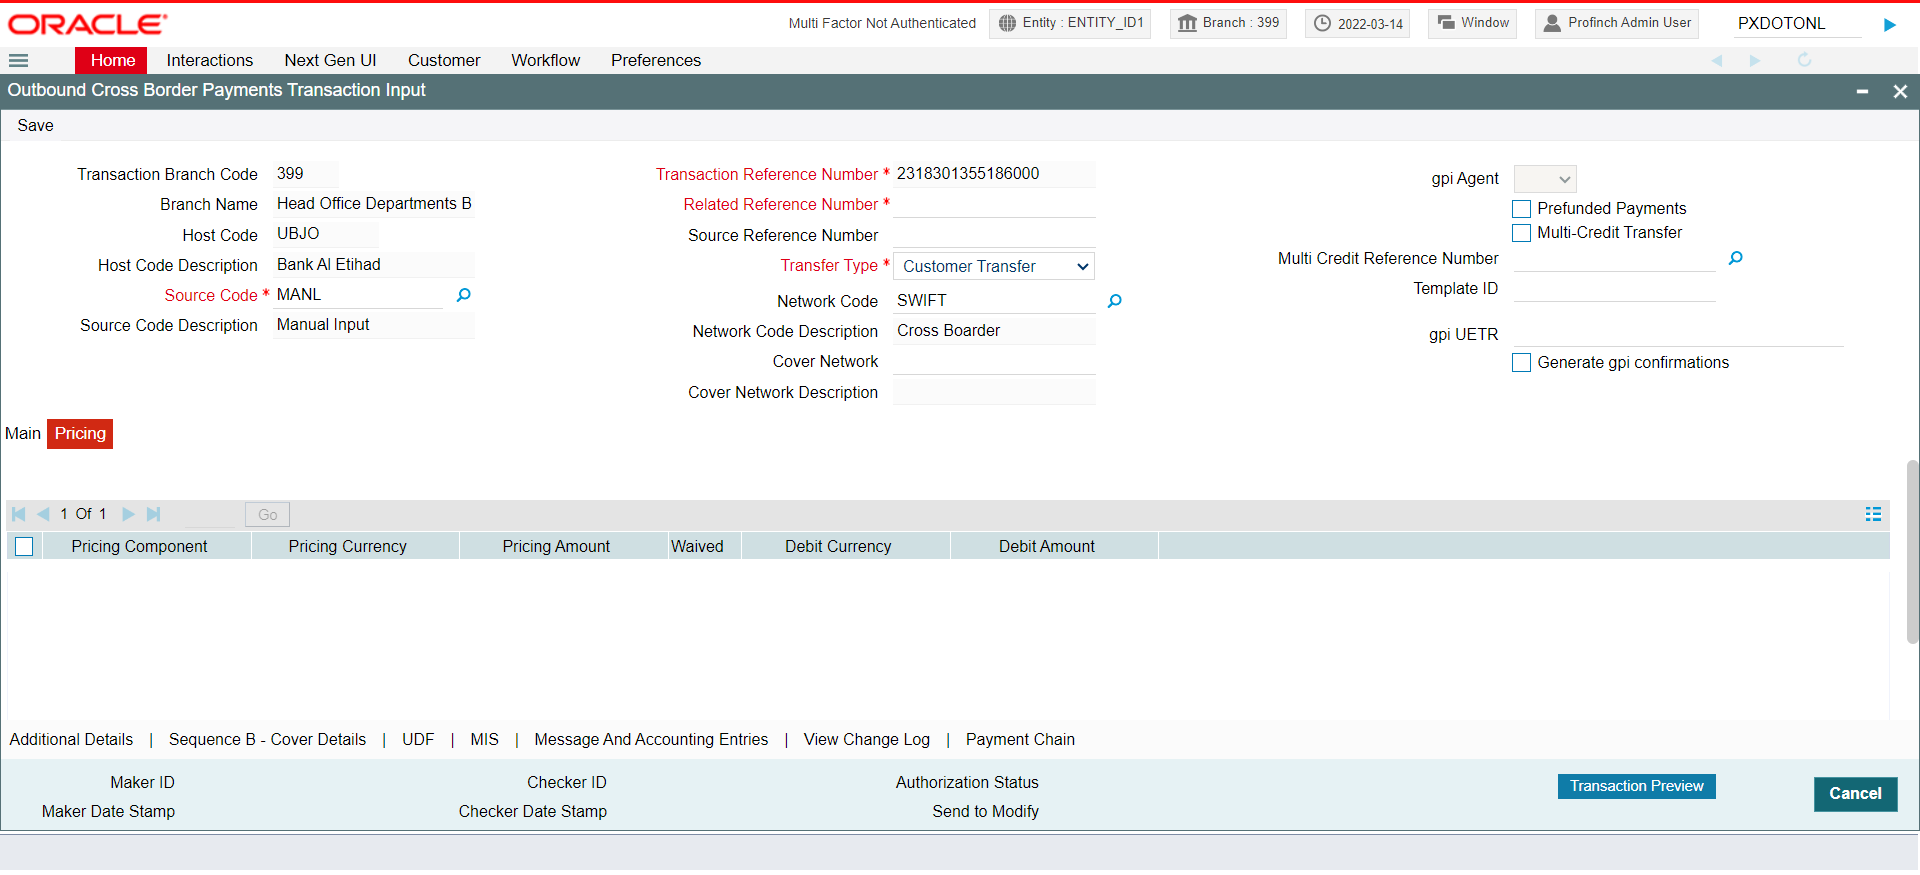 ORACLE
Multi Factor Not Authenticated
Entity : ENTITY_ID1
Branch : 399
2022-03-14
Window
Profinch Admin User
PXDOTONL
Home Interactions Next Gen UI Customer Workflow Preferences
Outbound Cross Border Payments Transaction Input
Save
Transaction Branch Code 399
Branch Name Head Office Departments B
Host Code UBJO
Host Code Description Bank Al Etihad
Source Code * MANL
Source Code Description Manual Input
Transaction Reference Number * 2318301355186000
Related Reference Number *
Source Reference Number
Transfer Type * Customer Transfer
Network Code SWIFT
Network Code Description Cross Boarder
Cover Network
Cover Network Description
gpi Agent
Prefunded Payments
Multi-Credit Transfer
Multi Credit Reference Number
Template ID
gpi UETR
Generate gpi confirmations
Main Pricing
1 Of 1 Go
Pricing Component Pricing Currency Pricing Amount Waived Debit Currency Debit Amount
Additional Details | Sequence B - Cover Details | UDF | MIS | Message And Accounting Entries | View Change Log | Payment Chain
Maker ID Checker ID Authorization Status
Maker Date Stamp Checker Date Stamp Send to Modify
Transaction Preview
Cancel